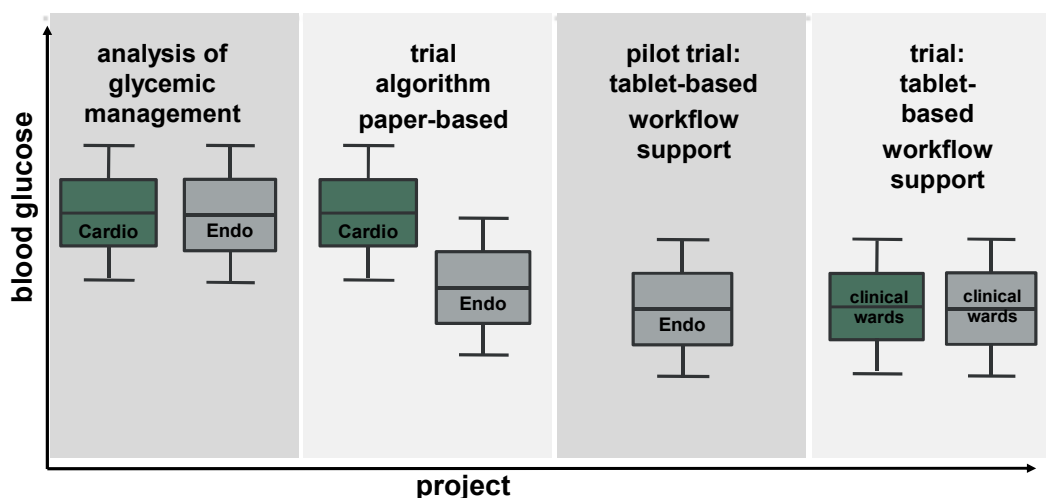 analysis of
glycemic
management
trial
algorithm
paper-based
pilot trial:
tablet-based
workflow
support
trial:
tablet-
based
workflow
support
blood glucose
Cardio
Endo
Cardio
Endo
Endo
clinical
wards
clinical
wards
project